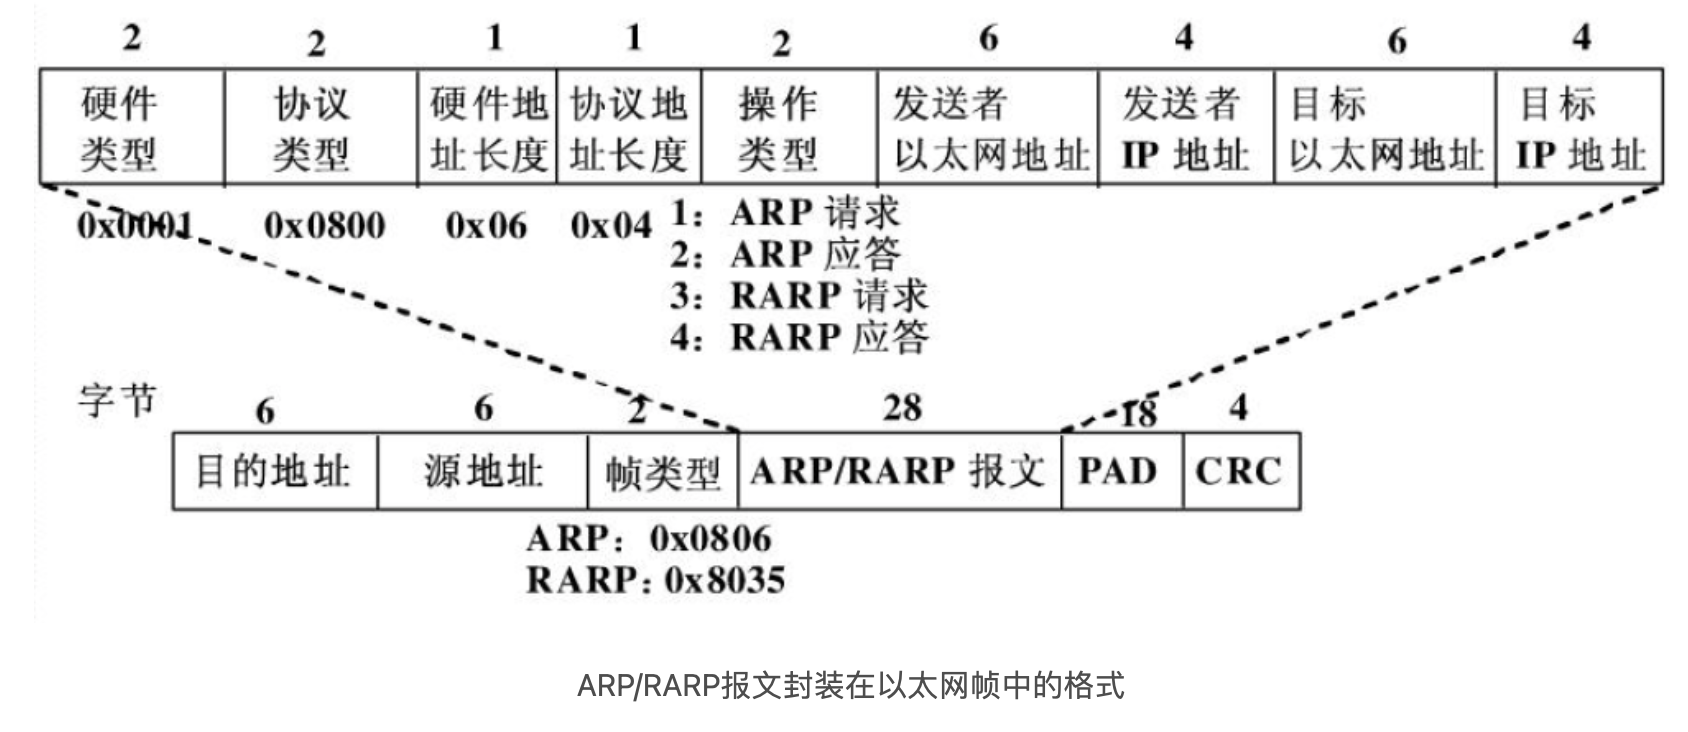 2 2 1 1 2 6 4 6 4
硬件 协议 硬件地 协议地 操作 发送者 发送者 目标 目标
类型 类型 址长度 址长度 类型 以太网地址 IP 地址 以太网地址 IP 地址
0x0001 0x0800 0x06 0x04 1：ARP 请求
2：ARP 应答
3：RARP 请求
4：RARP 应答
字节 6 6 2 28 18 4
目的地址 源地址 帧类型 ARP/RARP 报文 PAD CRC
ARP：0x0806
RARP：0x8035
ARP/RARP报文封装在以太网帧中的格式